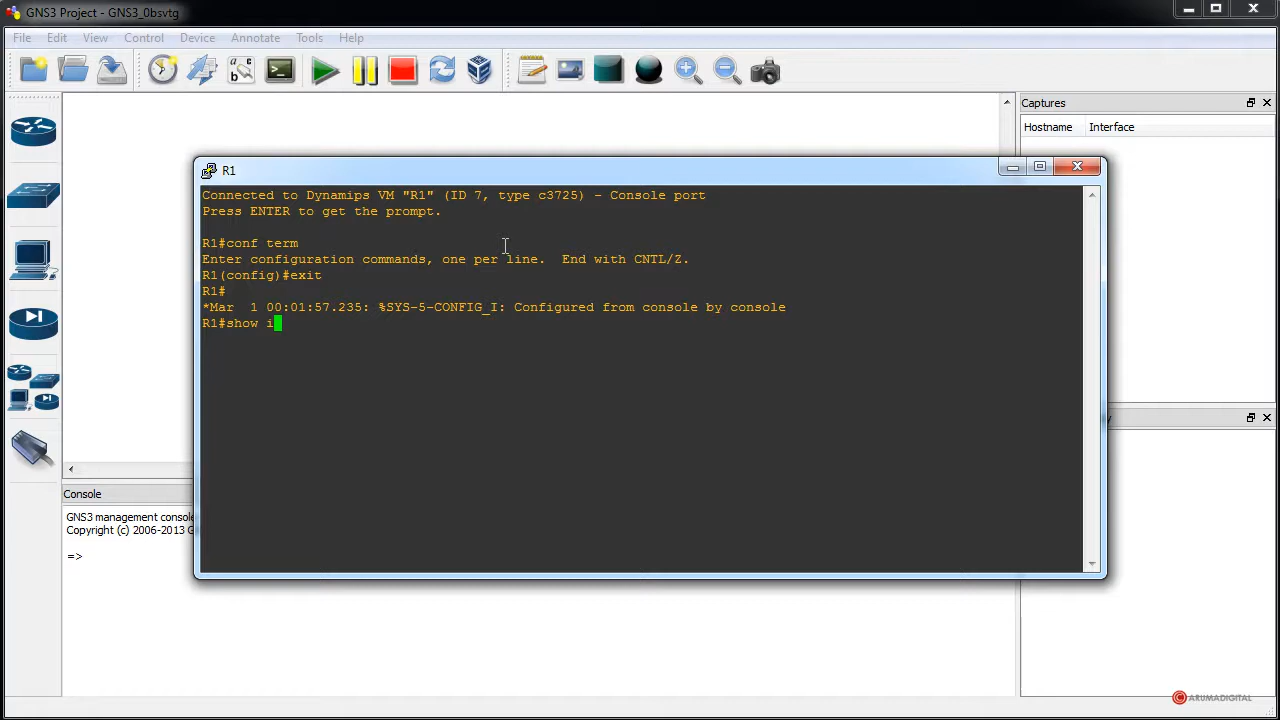 GNS3 Project - GNS3_0bsvtg
File Edit View Control Device Annotate Tools Help
Captures
Hostname Interface
R1
Connected to Dynamips VM "R1" (ID 7, type c3725) - Console port
Press ENTER to get the prompt.
R1#conf term
Enter configuration commands, one per line.  End with CNTL/Z.
R1(config)#exit
R1#
*Mar  1 00:01:57.235: %SYS-5-CONFIG_I: Configured from console by console
R1#show i
Console
GNS3 management console
Copyright (c) 2006-2013 G
=>
ARUMADIGITAL